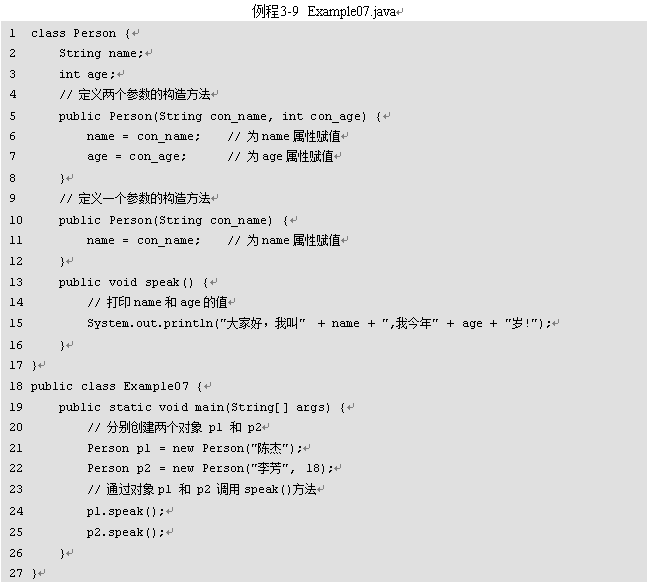 例程3-9 Example07.java
1 class Person {
2 String name;
3 int age;
4 // 定义两个参数的构造方法
5 public Person(String con_name, int con_age) {
6 name = con_name; // 为name属性赋值
7 age = con_age; // 为age属性赋值
8 }
9 // 定义一个参数的构造方法
10 public Person(String con_name) {
11 name = con_name; // 为name属性赋值
12 }
13 public void speak() {
14 // 打印name和age的值
15 System.out.println("大家好，我叫" + name + ",我今年" + age + "岁!");
16 }
17 }
18 public class Example07 {
19 public static void main(String[] args) {
20 // 分别创建两个对象 p1 和 p2
21 Person p1 = new Person("陈杰");
22 Person p2 = new Person("李芳", 18);
23 // 通过对象p1 和 p2 调用speak()方法
24 p1.speak();
25 p2.speak();
26 }
27 }